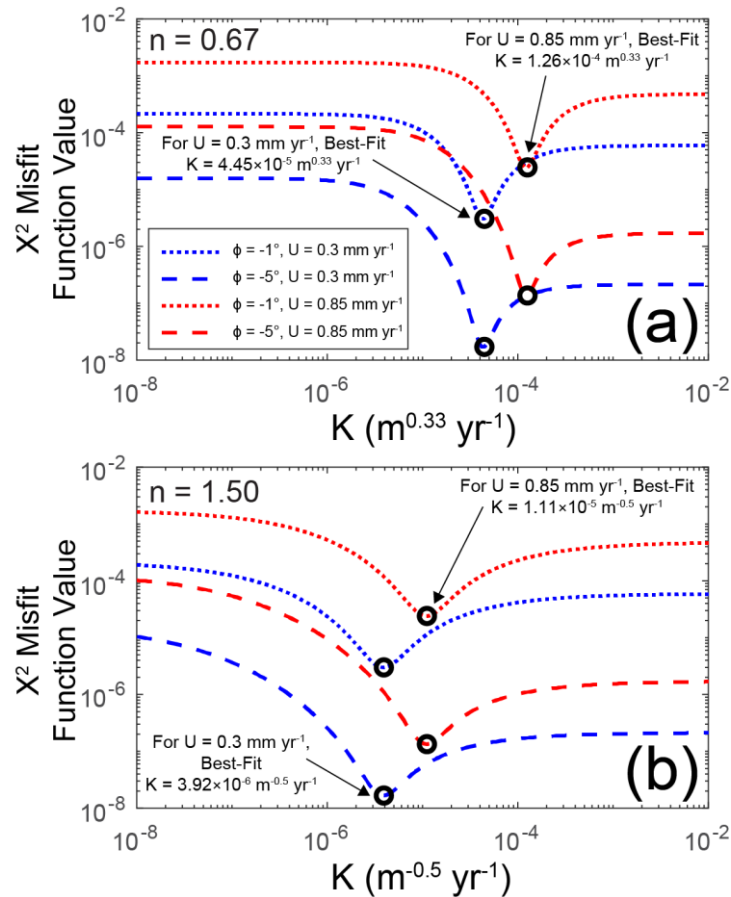 10⁻²
n = 0.67
For U = 0.85 mm yr⁻¹, Best-Fit
K = 1.26×10⁻⁴ m⁰·³³ yr⁻¹
10⁻⁴
For U = 0.3 mm yr⁻¹, Best-Fit
K = 4.45×10⁻⁵ m⁰·³³ yr⁻¹
X² Misfit
Function Value
ϕ = -1°, U = 0.3 mm yr⁻¹
ϕ = -5°, U = 0.3 mm yr⁻¹
ϕ = -1°, U = 0.85 mm yr⁻¹
ϕ = -5°, U = 0.85 mm yr⁻¹
10⁻⁶
(a)
10⁻⁸
10⁻⁸ 10⁻⁶ 10⁻⁴ 10⁻²
K (m⁰·³³ yr⁻¹)
10⁻²
n = 1.50
For U = 0.85 mm yr⁻¹, Best-Fit
K = 1.11×10⁻⁵ m⁻⁰·⁵ yr⁻¹
10⁻⁴
X² Misfit
Function Value
10⁻⁶
For U = 0.3 mm yr⁻¹,
Best-Fit
K = 3.92×10⁻⁶ m⁻⁰·⁵ yr⁻¹
(b)
10⁻⁸
10⁻⁸ 10⁻⁶ 10⁻⁴ 10⁻²
K (m⁻⁰·⁵ yr⁻¹)